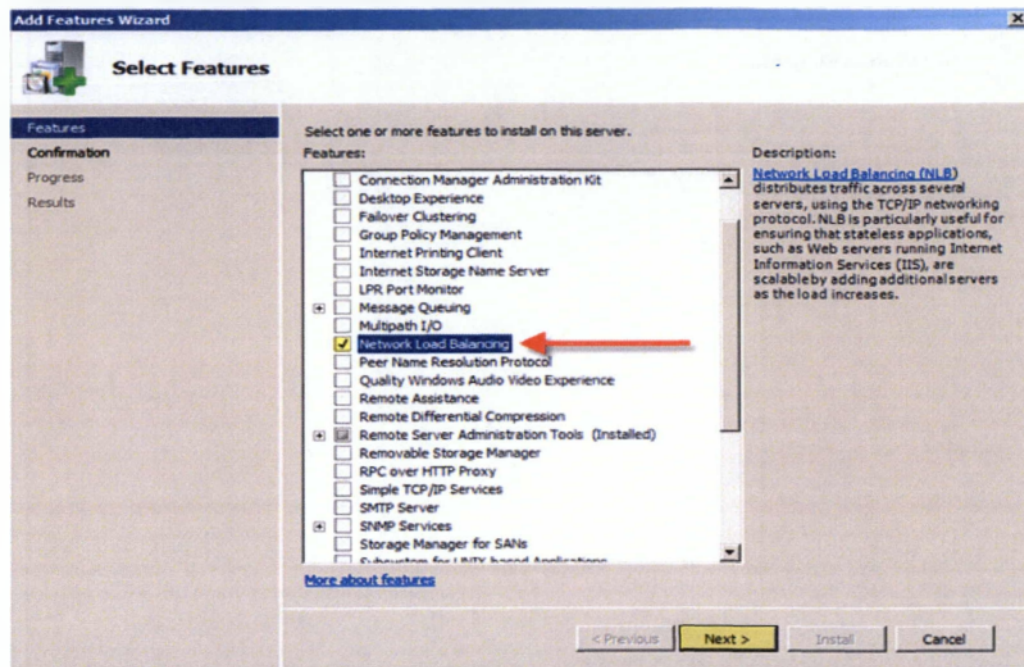 Add Features Wizard
Select Features
Features
Confirmation
Progress
Results
Select one or more features to install on this server.
Features:
Connection Manager Administration Kit
Desktop Experience
Failover Clustering
Group Policy Management
Internet Printing Client
Internet Storage Name Server
LPR Port Monitor
Message Queuing
Multipath I/O
Network Load Balancing
Peer Name Resolution Protocol
Quality Windows Audio Video Experience
Remote Assistance
Remote Differential Compression
Remote Server Administration Tools (Installed)
Removable Storage Manager
RPC over HTTP Proxy
Simple TCP/IP Services
SMTP Server
SNMP Services
Storage Manager for SANs
Subsystem for UNIX-based Applications
More about features
Description:
Network Load Balancing (NLB)
distributes traffic across several
servers, using the TCP/IP networking
protocol. NLB is particularly useful for
ensuring that stateless applications,
such as Web servers running Internet
Information Services (IIS), are
scalable by adding additional servers
as the load increases.
< Previous
Next >
Install
Cancel